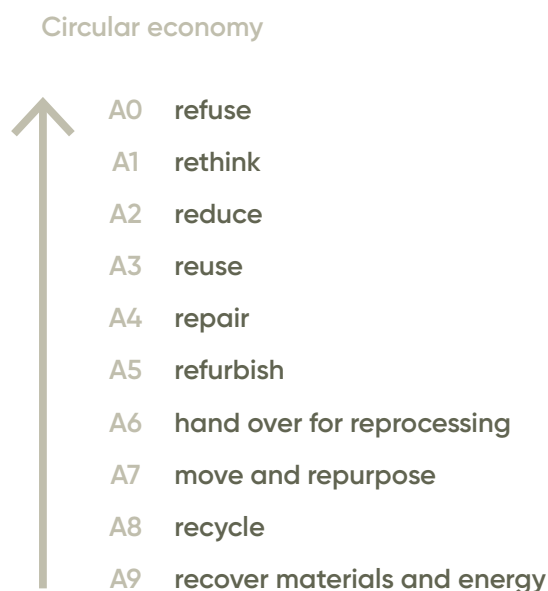 Circular economy
A0 refuse
A1 rethink
A2 reduce
A3 reuse
A4 repair
A5 refurbish
A6 hand over for reprocessing
A7 move and repurpose
A8 recycle
A9 recover materials and energy